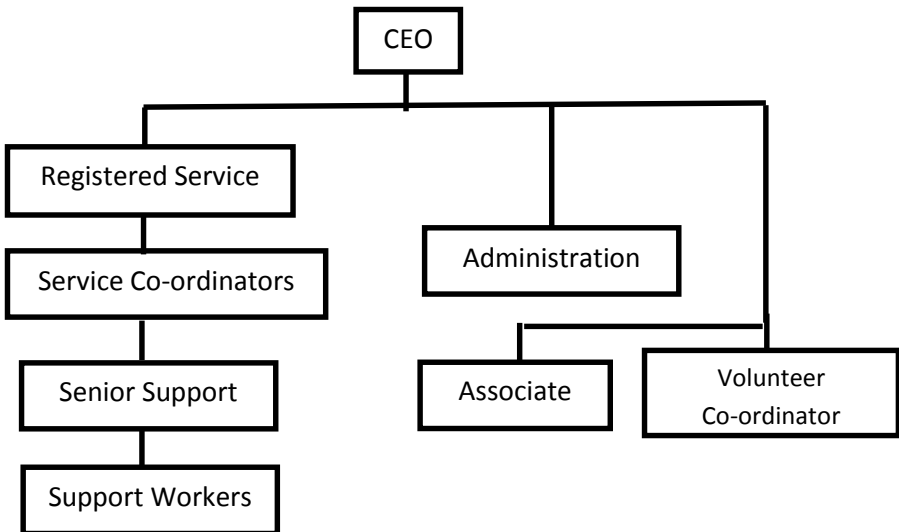 CEO
Registered Service
Service Co-ordinators
Administration
Senior Support
Associate
Volunteer
Co-ordinator
Support Workers